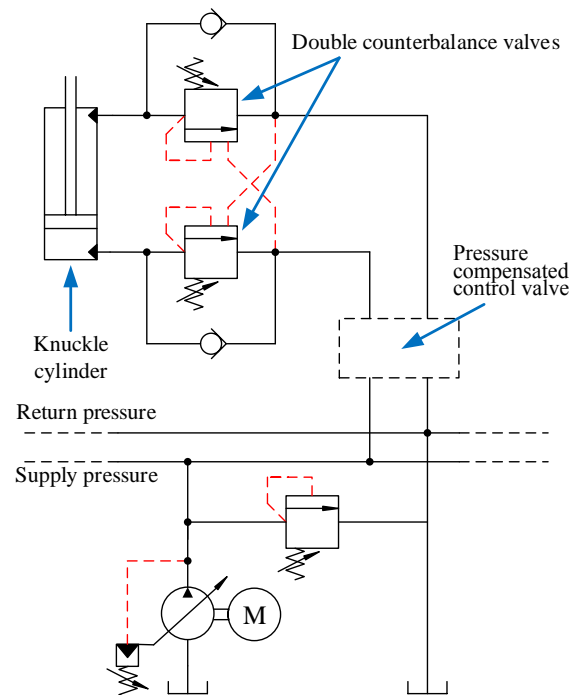 Double counterbalance valves
Pressure
compensated
control valve
Knuckle
cylinder
Return pressure
Supply pressure
M